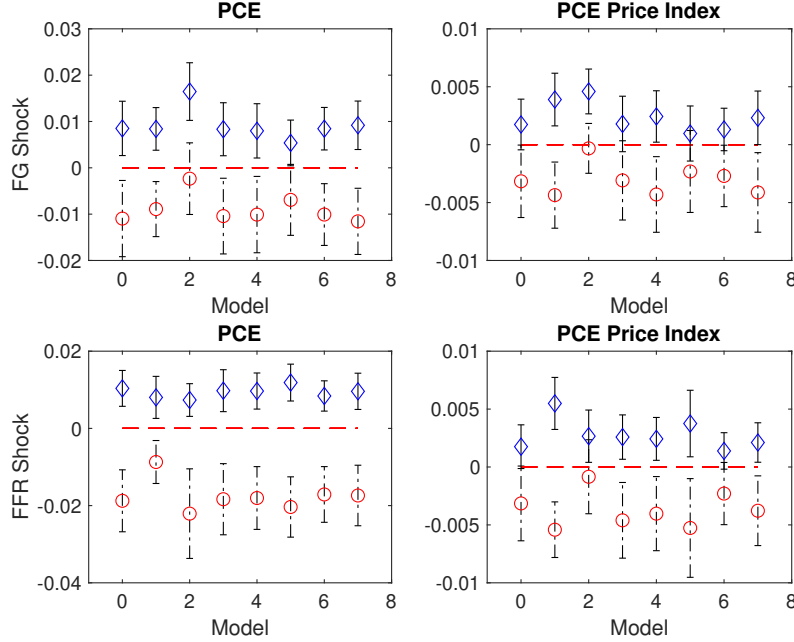 PCE
0.03
0.02
0.01
0
-0.01
-0.02
FG Shock
0 2 4 6 8
Model
PCE Price Index
0.01
0.005
0
-0.005
-0.01
0 2 4 6 8
Model
PCE
0.02
0
-0.02
-0.04
FFR Shock
0 2 4 6 8
Model
PCE Price Index
0.01
0.005
0
-0.005
-0.01
0 2 4 6 8
Model